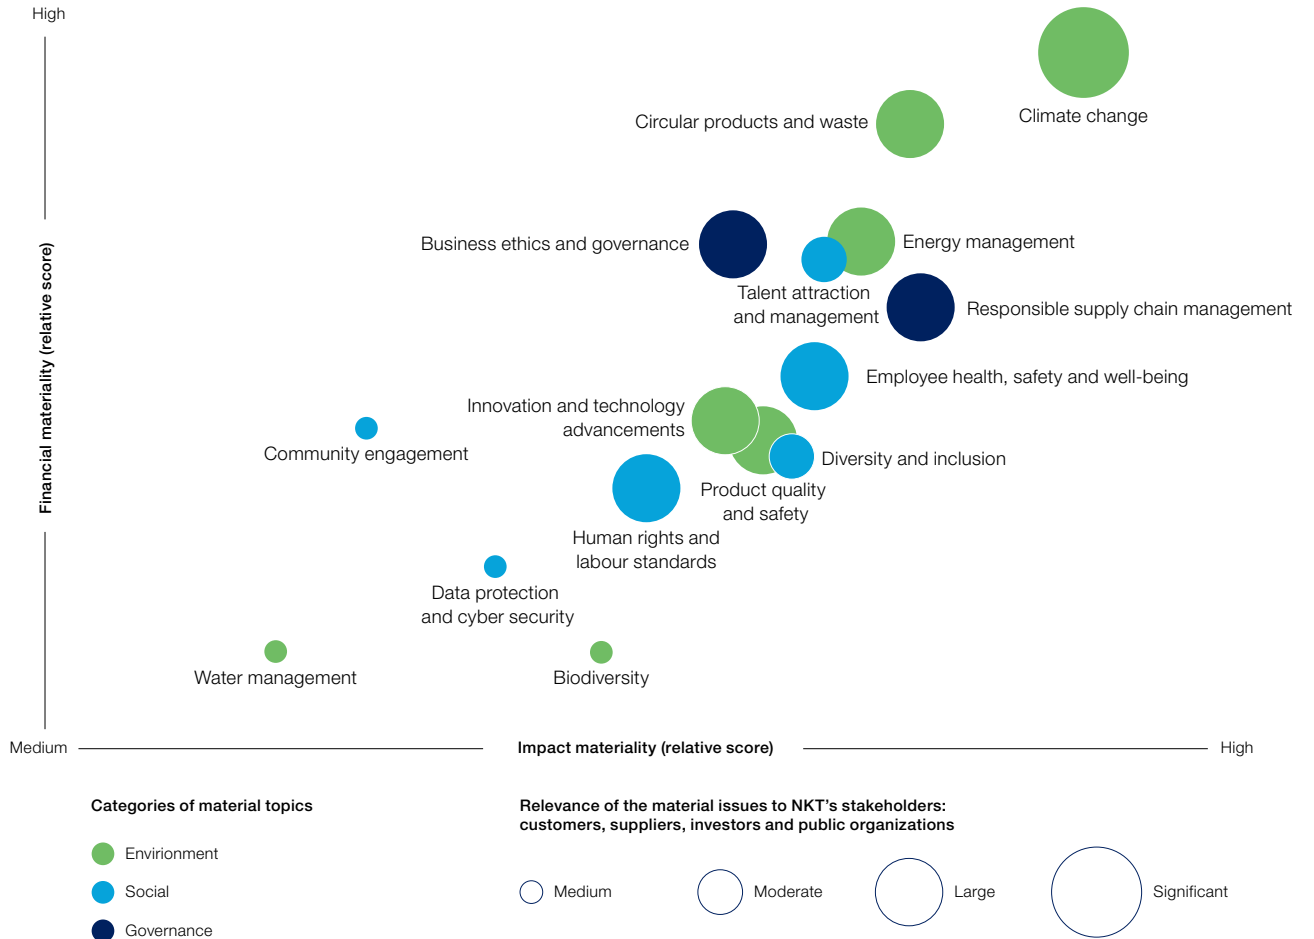 High
Climate change
Circular products and waste
Business ethics and governance
Energy management
Talent attraction
and management
Responsible supply chain management
Employee health, safety and well-being
Innovation and technology
advancements
Community engagement
Diversity and inclusion
Product quality
and safety
Human rights and
labour standards
Data protection
and cyber security
Water management
Biodiversity
Financial materiality (relative score)
Medium
Impact materiality (relative score)
High
Categories of material topics
Envirionment
Social
Governance
Relevance of the material issues to NKT’s stakeholders:
customers, suppliers, investors and public organizations
Medium
Moderate
Large
Significant